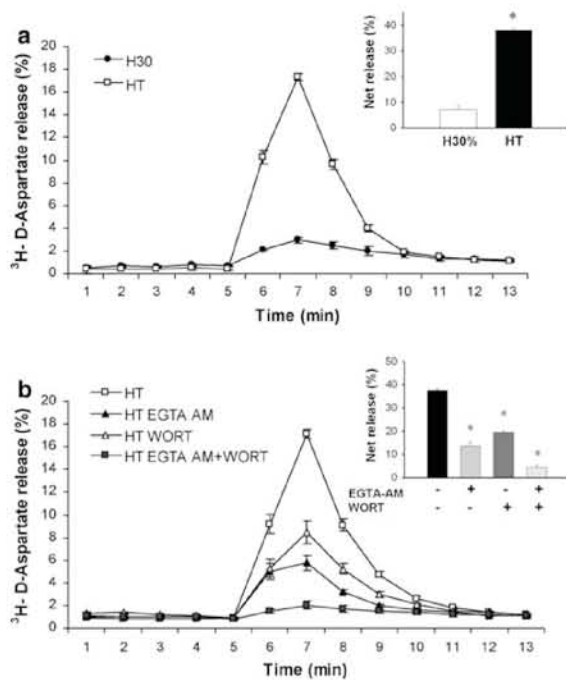 a
³H- D-Aspartate release (%)
20
18
16
14
12
10
8
6
4
2
0
H30
HT
1 2 3 4 5 6 7 8 9 10 11 12 13
Time (min)
Net release (%)
40
30
20
10
0
*
H30% HT
b
³H- D-Aspartate release (%)
20
18
16
14
12
10
8
6
4
2
0
HT
HT EGTA AM
HT WORT
HT EGTA AM+WORT
1 2 3 4 5 6 7 8 9 10 11 12 13
Time (min)
Net release (%)
50
40
30
20
10
0
* * *
EGTA-AM - + - +
WORT - - + +